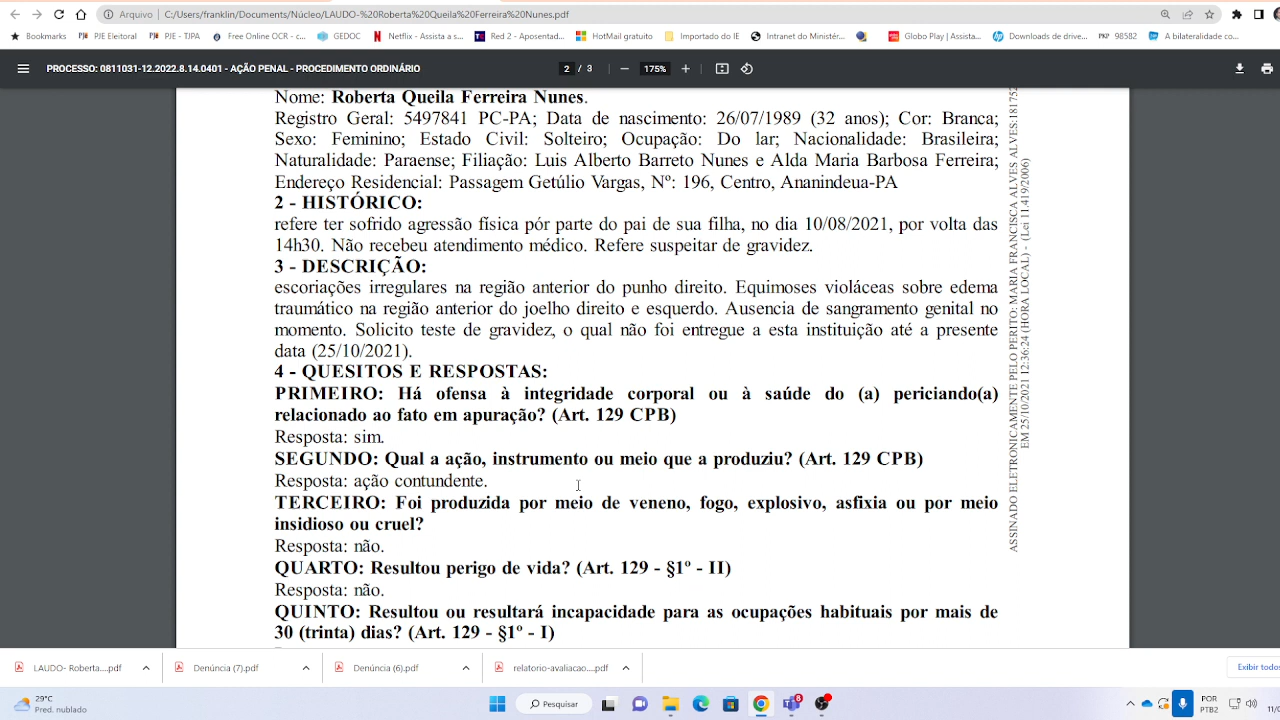 Arquivo
C:/Users/franklin/Documents/Núcleo/LAUDO-%20Roberta%20Queila%20Ferreira%20Nunes.pdf
Bookmarks
PJE Eleitoral
PJE - TJPA
Free Online OCR - c...
GEDOC
Netflix - Assista a s...
Red 2 - Aposentad...
HotMail gratuito
Importado do IE
Intranet do Ministér...
Globo Play | Assista...
Downloads de drive...
98582
A bilateralidade co...
PROCESSO: 0811031-12.2022.8.14.0401 - AÇÃO PENAL - PROCEDIMENTO ORDINÁRIO
2 / 3
175%
Nome: Roberta Queila Ferreira Nunes.
Registro Geral: 5497841 PC-PA; Data de nascimento: 26/07/1989 (32 anos); Cor: Branca;
Sexo: Feminino; Estado Civil: Solteiro; Ocupação: Do lar; Nacionalidade: Brasileira;
Naturalidade: Paraense; Filiação: Luis Alberto Barreto Nunes e Alda Maria Barbosa Ferreira;
Endereço Residencial: Passagem Getúlio Vargas, Nº: 196, Centro, Ananindeua-PA
2 - HISTÓRICO:
refere ter sofrido agressão física pór parte do pai de sua filha, no dia 10/08/2021, por volta das
14h30. Não recebeu atendimento médico. Refere suspeitar de gravidez.
3 - DESCRIÇÃO:
escoriações irregulares na região anterior do punho direito. Equimoses violáceas sobre edema
traumático na região anterior do joelho direito e esquerdo. Ausencia de sangramento genital no
momento. Solicito teste de gravidez, o qual não foi entregue a esta instituição até a presente
data (25/10/2021).
4 - QUESITOS E RESPOSTAS:
PRIMEIRO: Há ofensa à integridade corporal ou à saúde do (a) periciando(a)
relacionado ao fato em apuração? (Art. 129 CPB)
Resposta: sim.
SEGUNDO: Qual a ação, instrumento ou meio que a produziu? (Art. 129 CPB)
Resposta: ação contundente.
TERCEIRO: Foi produzida por meio de veneno, fogo, explosivo, asfixia ou por meio
insidioso ou cruel?
Resposta: não.
QUARTO: Resultou perigo de vida? (Art. 129 - §1º - II)
Resposta: não.
QUINTO: Resultou ou resultará incapacidade para as ocupações habituais por mais de
30 (trinta) dias? (Art. 129 - §1º - I)
ASSINADO ELETRONICAMENTE PELO PERITO: MARIA FRANCISCA ALVES ALVES:181752
EM 25/10/2021 12:36:24 (HORA LOCAL) - (Lei 11.419/2006)
LAUDO- Roberta....pdf
Denúncia (7).pdf
Denúncia (6).pdf
relatorio-avaliacao....pdf
Exibir todos
29°C
Pred. nublado
Pesquisar
6
POR
PTB2
11/0